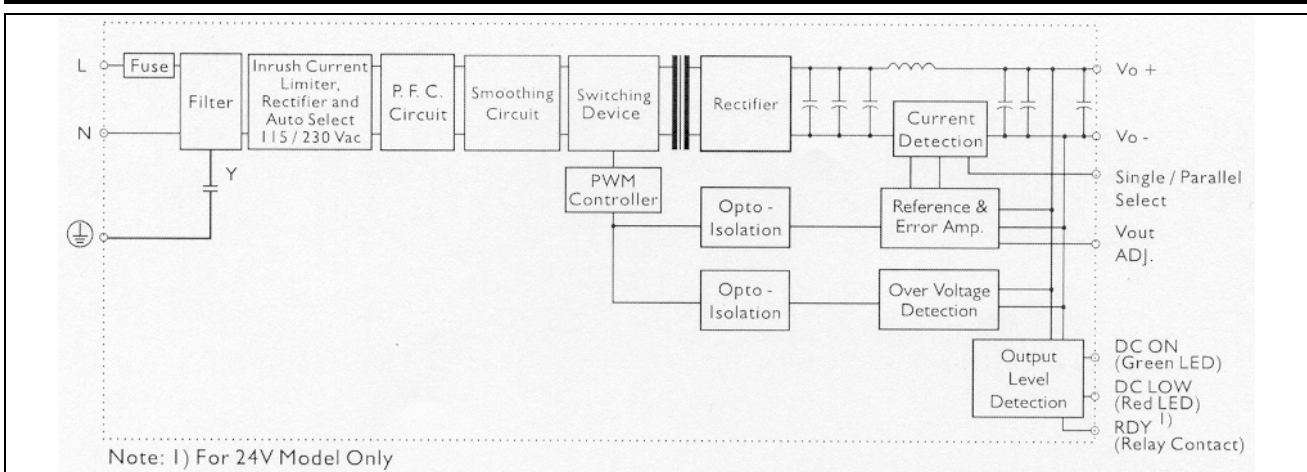 L
Fuse
Filter
N
Y
Inrush Current
Limiter,
Rectifier and
Auto Select
115 / 230 Vac
P. F. C.
Circuit
Smoothing
Circuit
Switching
Device
PWM
Controller
Rectifier
Opto -
Isolation
Opto -
Isolation
Current
Detection
Reference &
Error Amp.
Over Voltage
Detection
Output
Level
Detection
Vo +
Vo -
Single / Parallel
Select
Vout
ADJ.
DC ON
(Green LED)
DC LOW
(Red LED)
RDY 1)
(Relay Contact)
Note: 1) For 24V Model Only